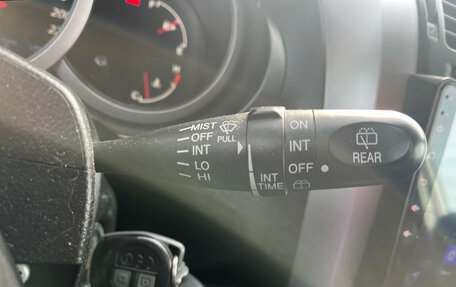 MIST
OFF PULL
INT
LO
HI
INT
TIME
ON
INT
OFF
REAR